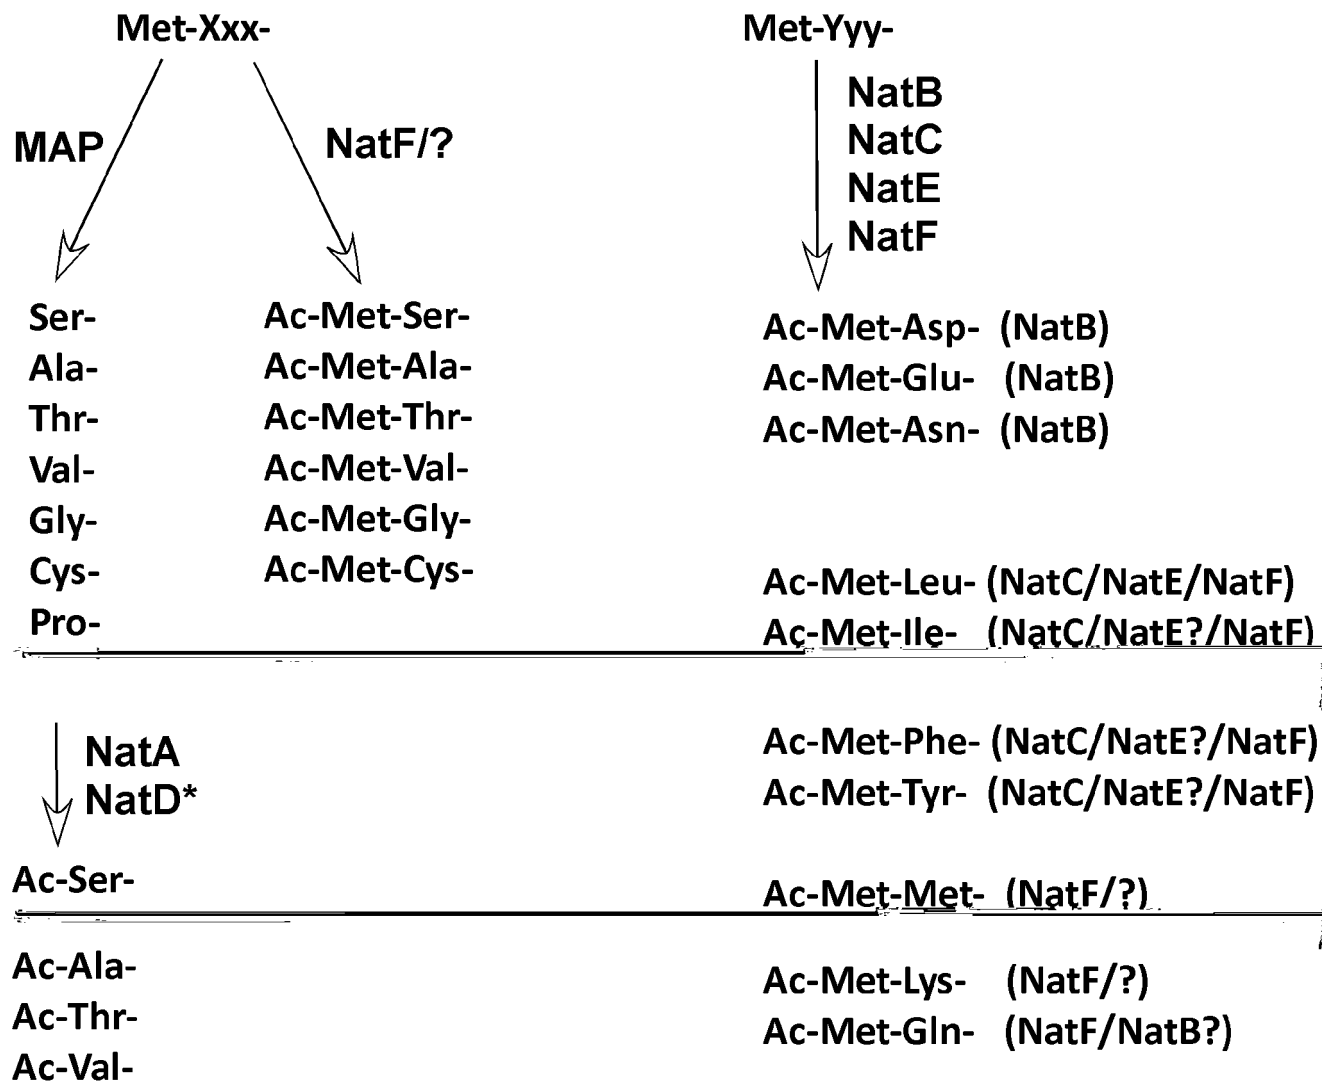 Met-Xxx-
MAP
NatF/?
Ser-
Ala-
Thr-
Val-
Gly-
Cys-
Pro-
Ac-Met-Ser-
Ac-Met-Ala-
Ac-Met-Thr-
Ac-Met-Val-
Ac-Met-Gly-
Ac-Met-Cys-
NatA
NatD*
Ac-Ser-
Ac-Ala-
Ac-Thr-
Ac-Val-
Met-Yyy-
NatB
NatC
NatE
NatF
Ac-Met-Asp- (NatB)
Ac-Met-Glu- (NatB)
Ac-Met-Asn- (NatB)
Ac-Met-Leu- (NatC/NatE/NatF)
Ac-Met-Ile- (NatC/NatE?/NatF)
Ac-Met-Phe- (NatC/NatE?/NatF)
Ac-Met-Tyr- (NatC/NatE?/NatF)
Ac-Met-Met- (NatF/?)
Ac-Met-Lys- (NatF/?)
Ac-Met-Gln- (NatF/NatB?)